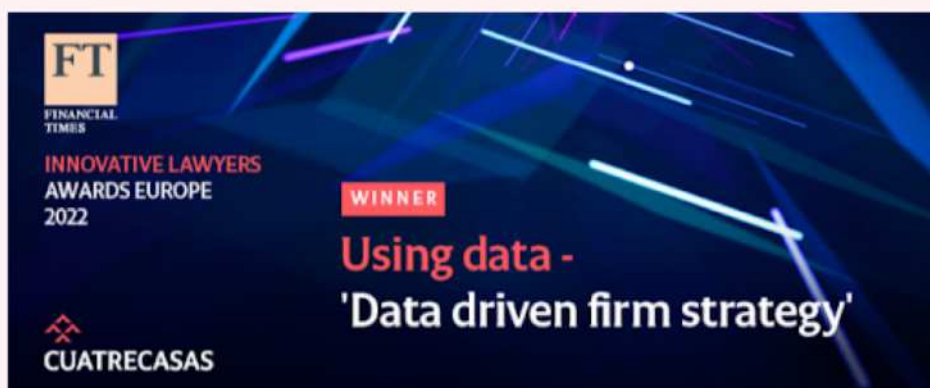 FT
FINANCIAL
TIMES
INNOVATIVE LAWYERS
AWARDS EUROPE
2022
WINNER
Using data -
'Data driven firm strategy'
CUATRECASAS